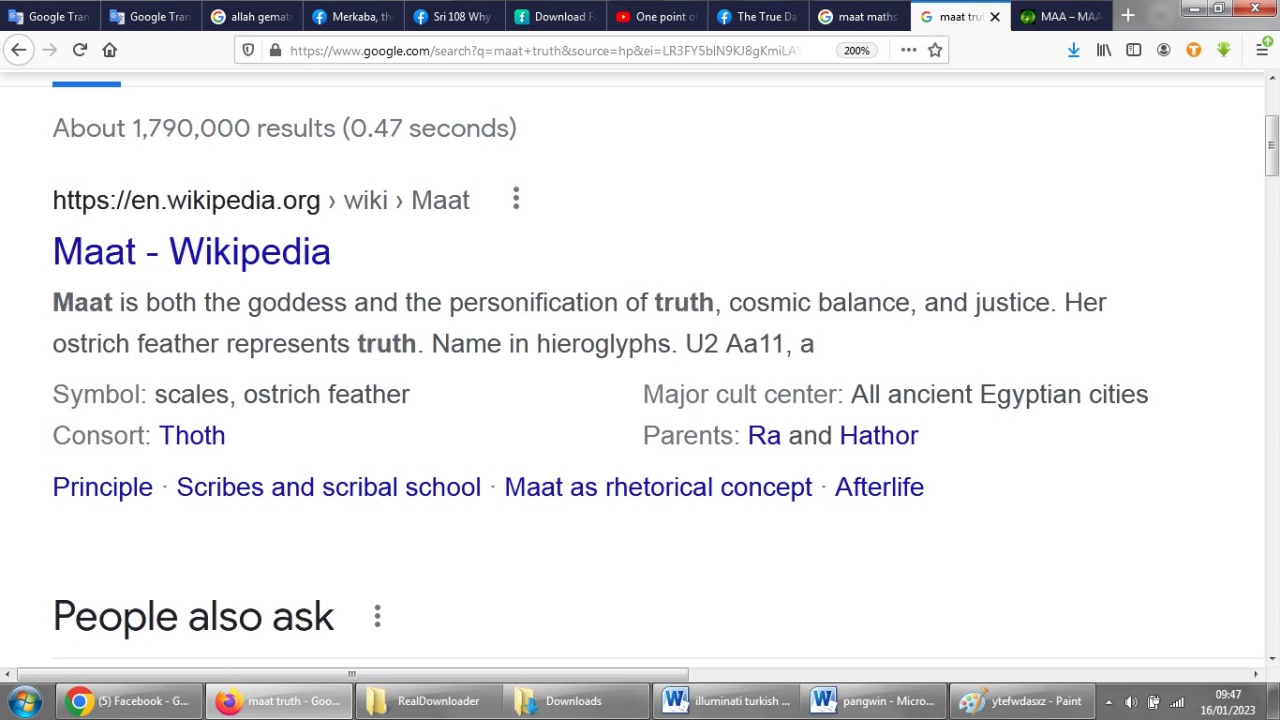 Google Tran
Google Tran
allah gemat
Merkaba, th
Sri 108 Why
Download F
One point o
The True Da
maat maths
maat tru
MAA – MAA
https://www.google.com/search?q=maat+truth&source=hp&ei=LR3FY5blN9KJ8gKmiLAY
200%
About 1,790,000 results (0.47 seconds)
https://en.wikipedia.org › wiki › Maat
Maat - Wikipedia
Maat is both the goddess and the personification of truth, cosmic balance, and justice. Her
ostrich feather represents truth. Name in hieroglyphs. U2 Aa11, a
Symbol: scales, ostrich feather
Major cult center: All ancient Egyptian cities
Consort: Thoth
Parents: Ra and Hathor
Principle · Scribes and scribal school · Maat as rhetorical concept · Afterlife
People also ask
(5) Facebook - G...
maat truth - Goo...
RealDownloader
Downloads
illuminati turkish ...
pangwin - Micro...
ytefwdasxz - Paint
09:47
16/01/2023